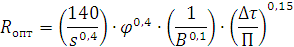 R_опт = (140 / s^0,4) · φ^0,4 · (1 / B^0,1) · (Δτ / П)^0,15